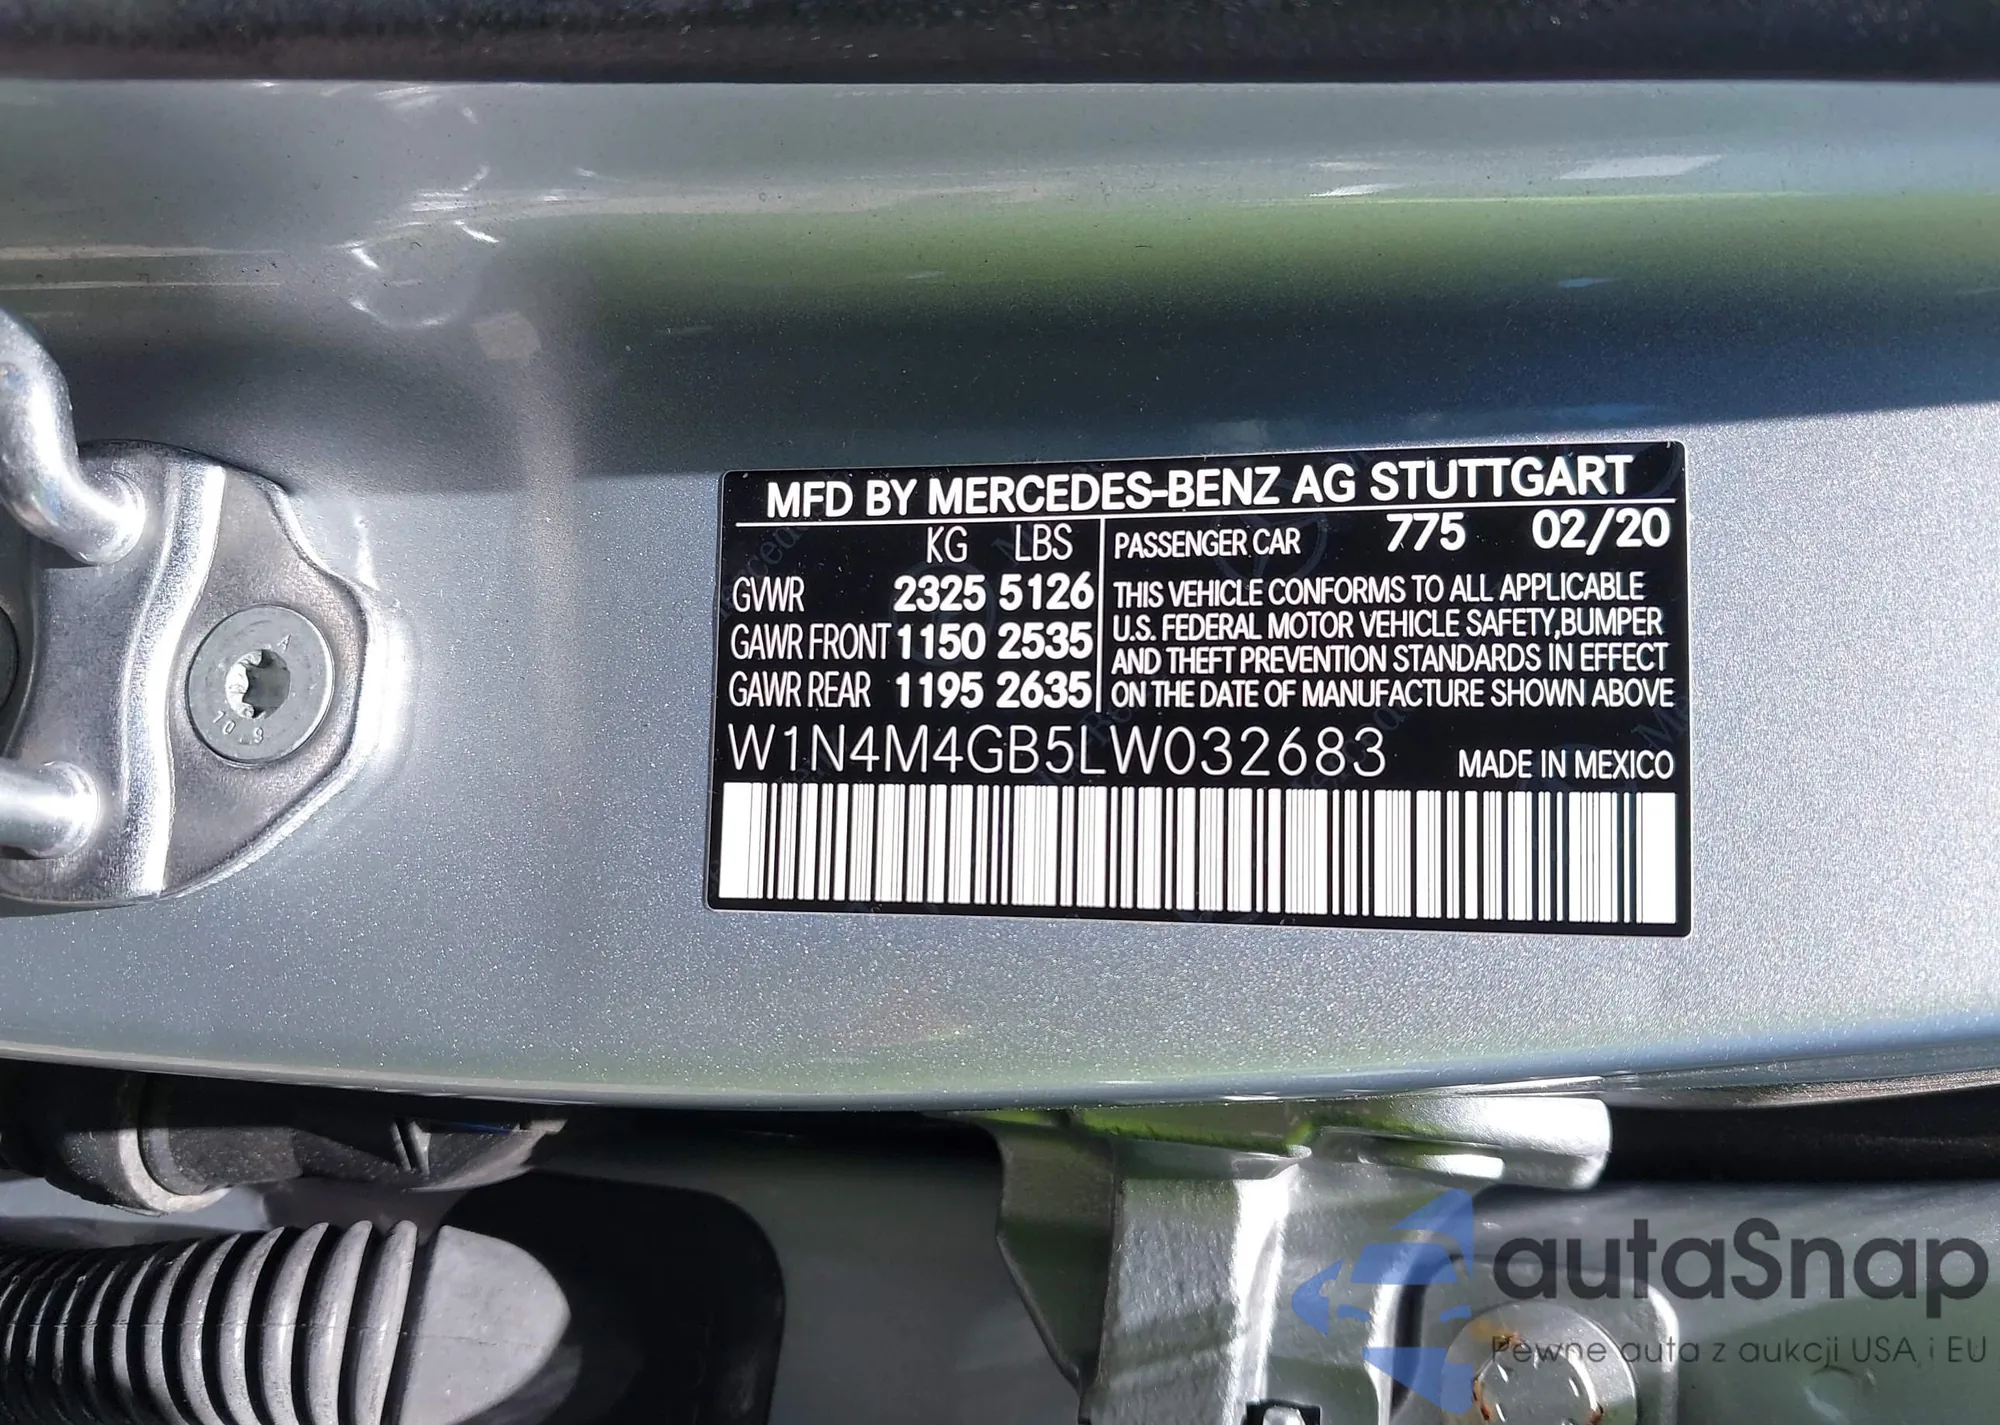 MFD BY MERCEDES-BENZ AG STUTTGART
KG LBS
GVWR 2325 5126
GAWR FRONT 1150 2535
GAWR REAR 1195 2635
PASSENGER CAR 775 02/20
THIS VEHICLE CONFORMS TO ALL APPLICABLE
U.S. FEDERAL MOTOR VEHICLE SAFETY,BUMPER
AND THEFT PREVENTION STANDARDS IN EFFECT
ON THE DATE OF MANUFACTURE SHOWN ABOVE
W1N4M4GB5LW032683 MADE IN MEXICO
A
10.9
autaSnap
Pewne auta z aukcji USA i EU